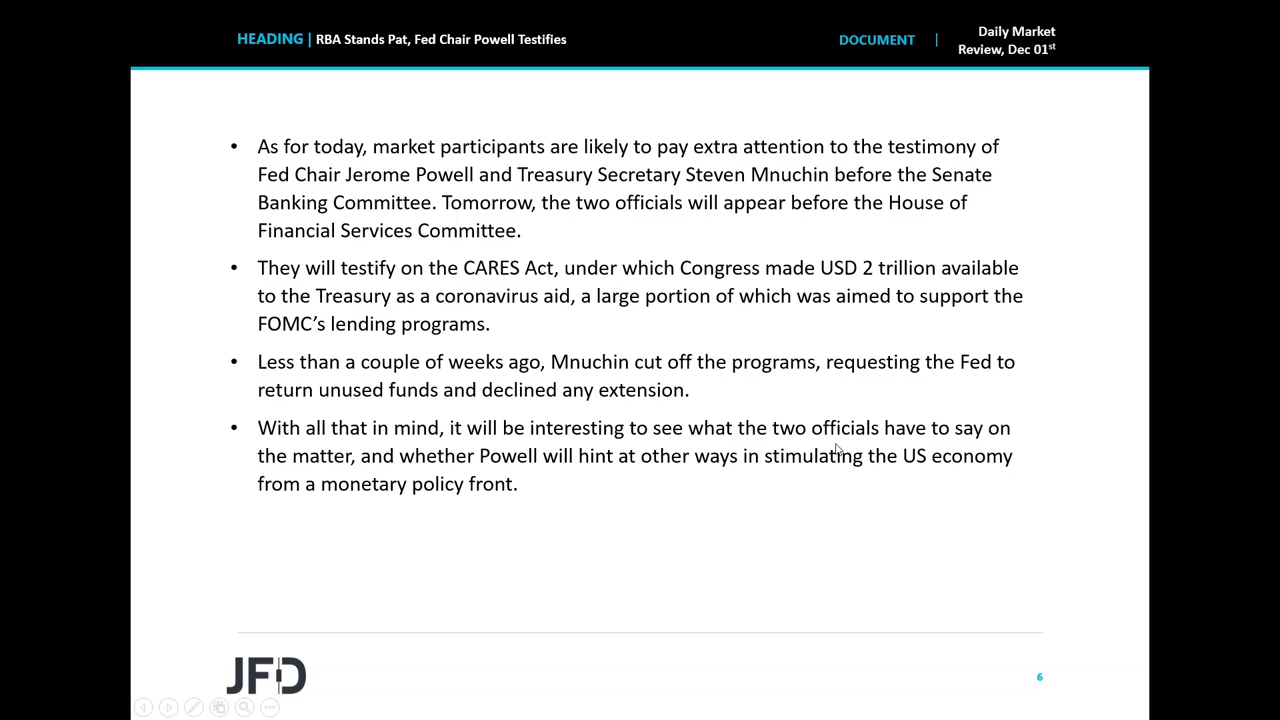 HEADING | RBA Stands Pat, Fed Chair Powell Testifies
DOCUMENT |
Daily Market
Review, Dec 01st
• As for today, market participants are likely to pay extra attention to the testimony of
Fed Chair Jerome Powell and Treasury Secretary Steven Mnuchin before the Senate
Banking Committee. Tomorrow, the two officials will appear before the House of
Financial Services Committee.
• They will testify on the CARES Act, under which Congress made USD 2 trillion available
to the Treasury as a coronavirus aid, a large portion of which was aimed to support the
FOMC’s lending programs.
• Less than a couple of weeks ago, Mnuchin cut off the programs, requesting the Fed to
return unused funds and declined any extension.
• With all that in mind, it will be interesting to see what the two officials have to say on
the matter, and whether Powell will hint at other ways in stimulating the US economy
from a monetary policy front.
JFD
6